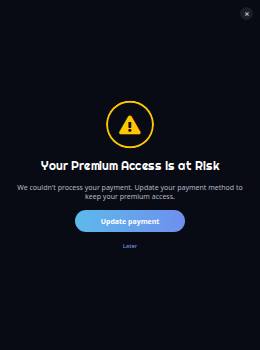 Your Premium Access Is at Risk
We couldn't process your payment. Update your payment method to
keep your premium access.
Update payment
Later